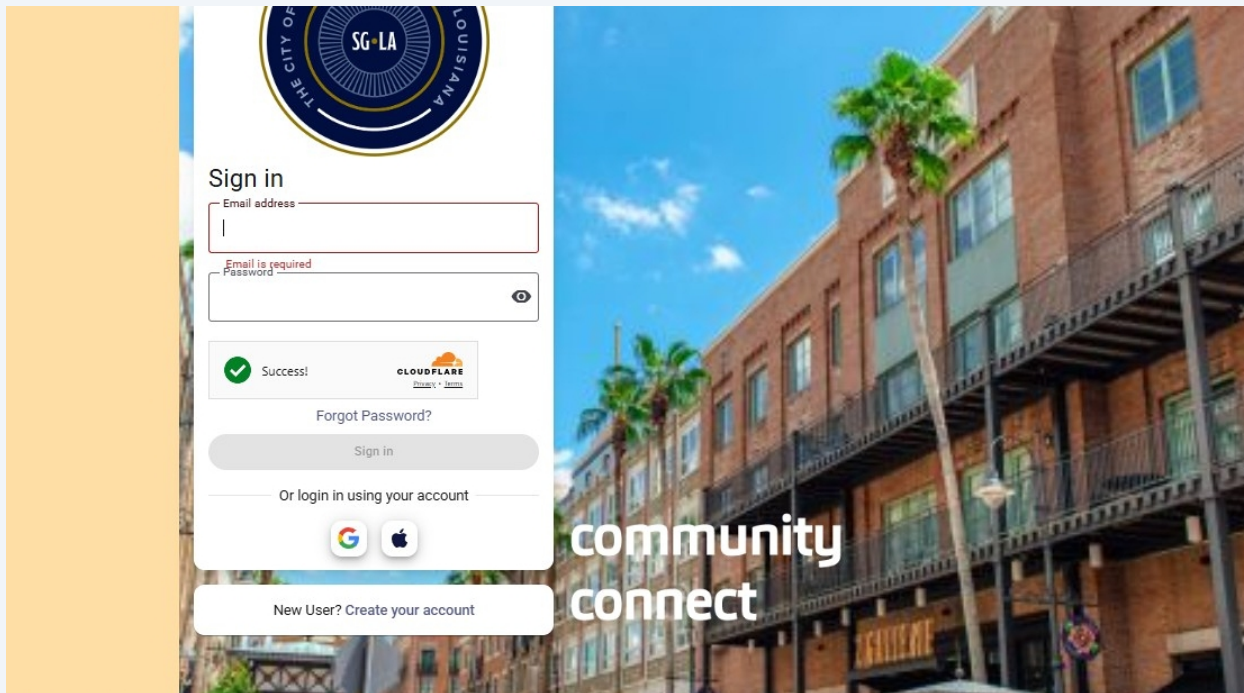 THE CITY OF
LOUISIANA
SG•LA
Sign in
Email address
Email is required
Password
Success!
CLOUDFLARE
Privacy • Terms
Forgot Password?
Sign in
Or login in using your account
New User? Create your account
community
connect